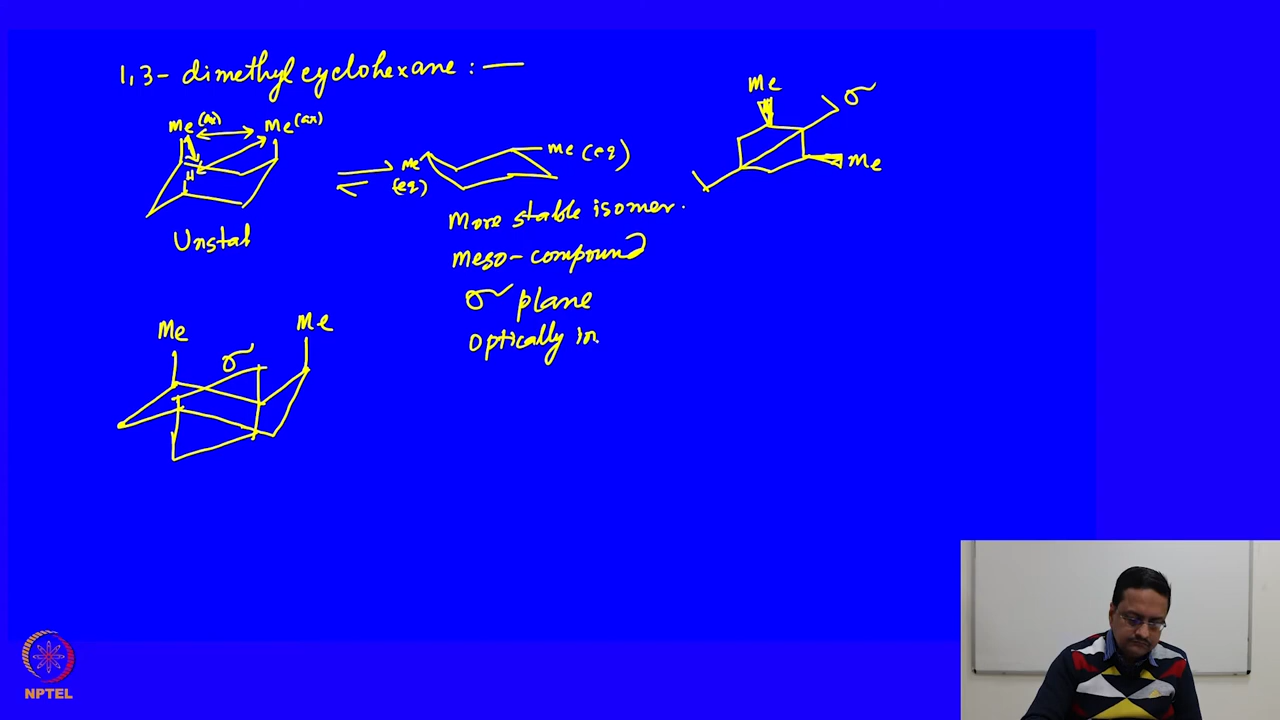 1,3- dimethyl cyclohexane : —
Me (ax) Me (ax)
H H
Unstal
Me (eq) Me (eq)
More stable isomer.
meso-compound
σ plane
optically in
Me σ
Me
Me Me
σ
NPTEL